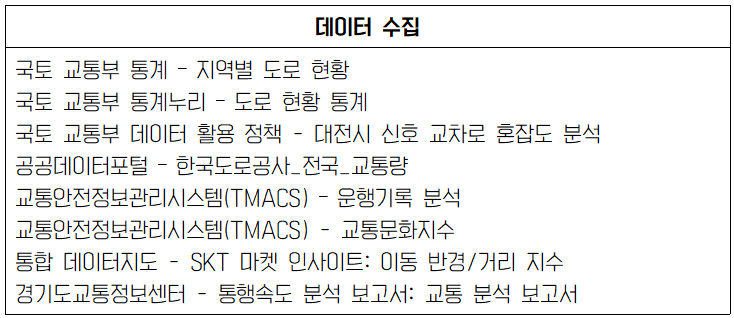 데이터 수집
국토 교통부 통계 - 지역별 도로 현황
국토 교통부 통계누리 - 도로 현황 통계
국토 교통부 데이터 활용 정책 - 대전시 신호 교차로 혼잡도 분석
공공데이터포털 - 한국도로공사_전국_교통량
교통안전정보관리시스템(TMACS) - 운행기록 분석
교통안전정보관리시스템(TMACS) - 교통문화지수
통합 데이터지도 - SKT 마켓 인사이트: 이동 반경/거리 지수
경기도교통정보센터 - 통행속도 분석 보고서: 교통 분석 보고서